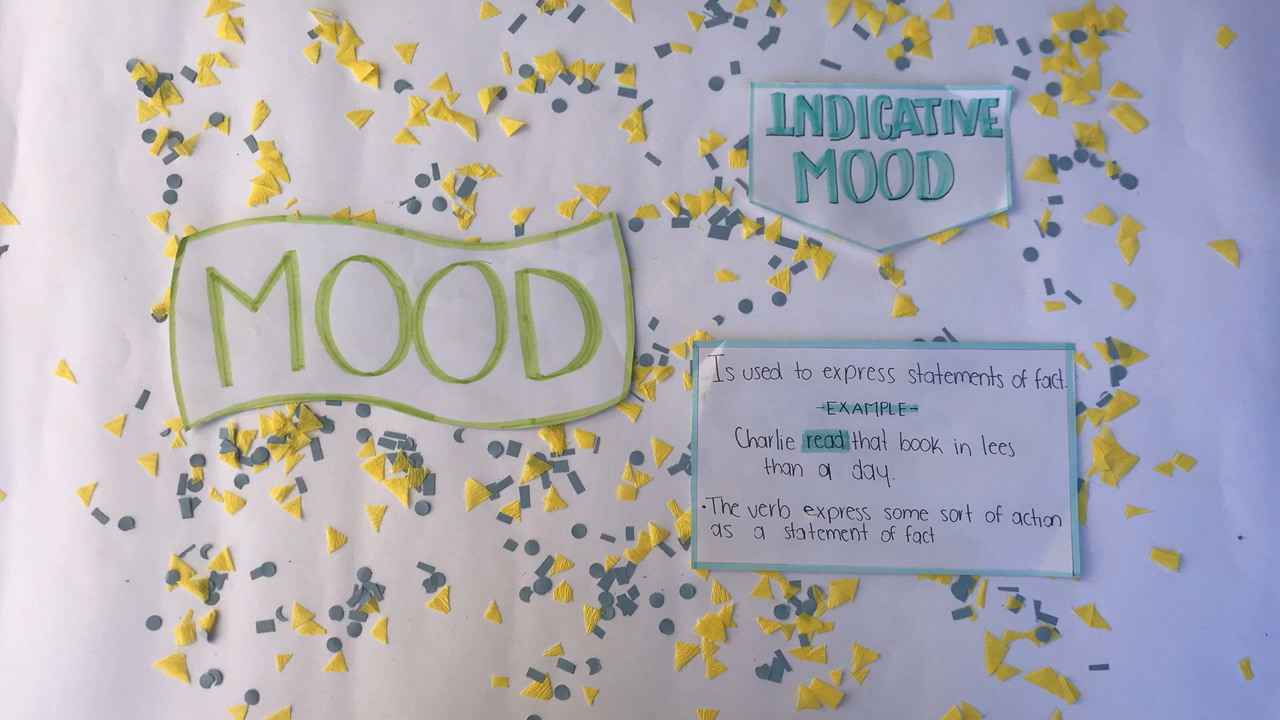 MOOD
INDICATIVE
MOOD
Is used to express statements of fact.
-EXAMPLE-
Charlie read that book in lees
than a day.
·The verb express some sort of action
as a statement of fact